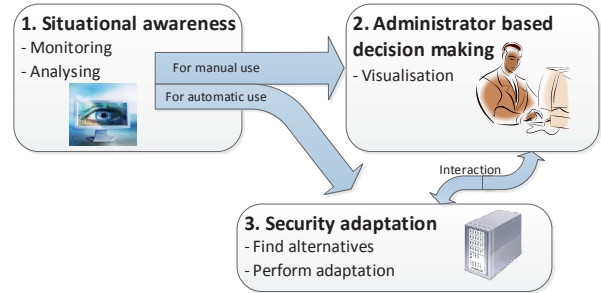 1. Situational awareness
- Monitoring
- Analysing
For manual use
For automatic use
2. Administrator based
decision making
- Visualisation
Interaction
3. Security adaptation
- Find alternatives
- Perform adaptation